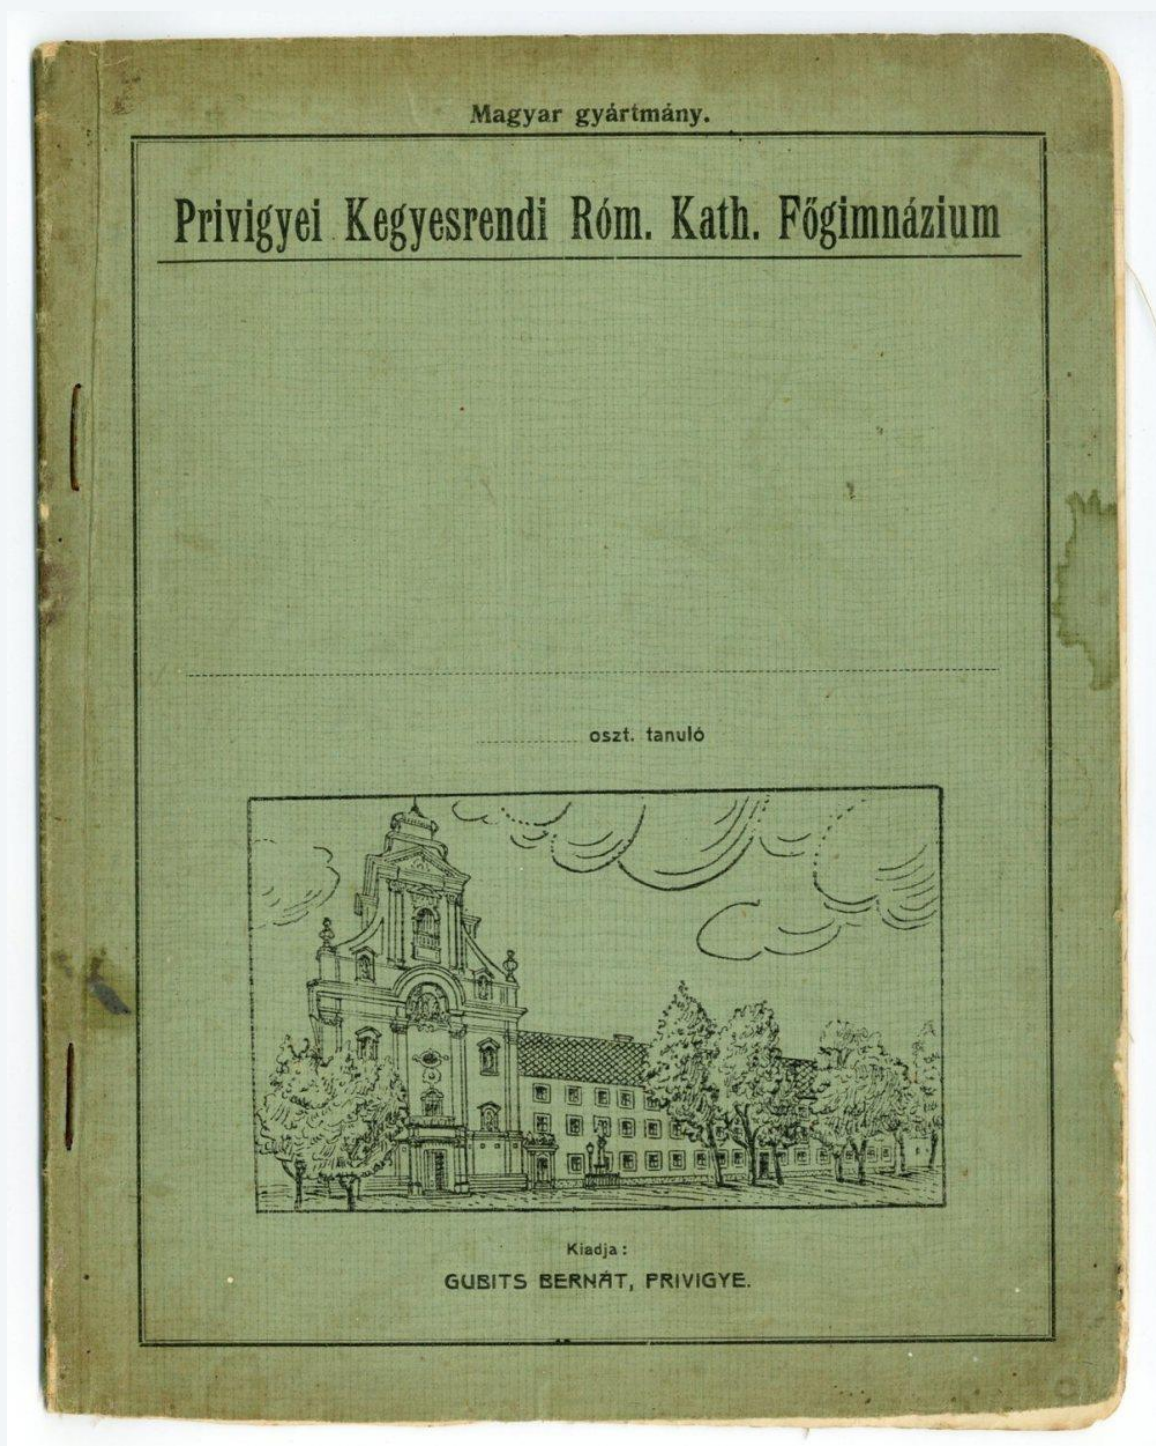 Magyar gyártmány.
Privigyei Kegyesrendi Róm. Kath. Főgimnázium
oszt. tanuló
Kiadja:
GUBITS BERNÁT, PRIVIGYE.